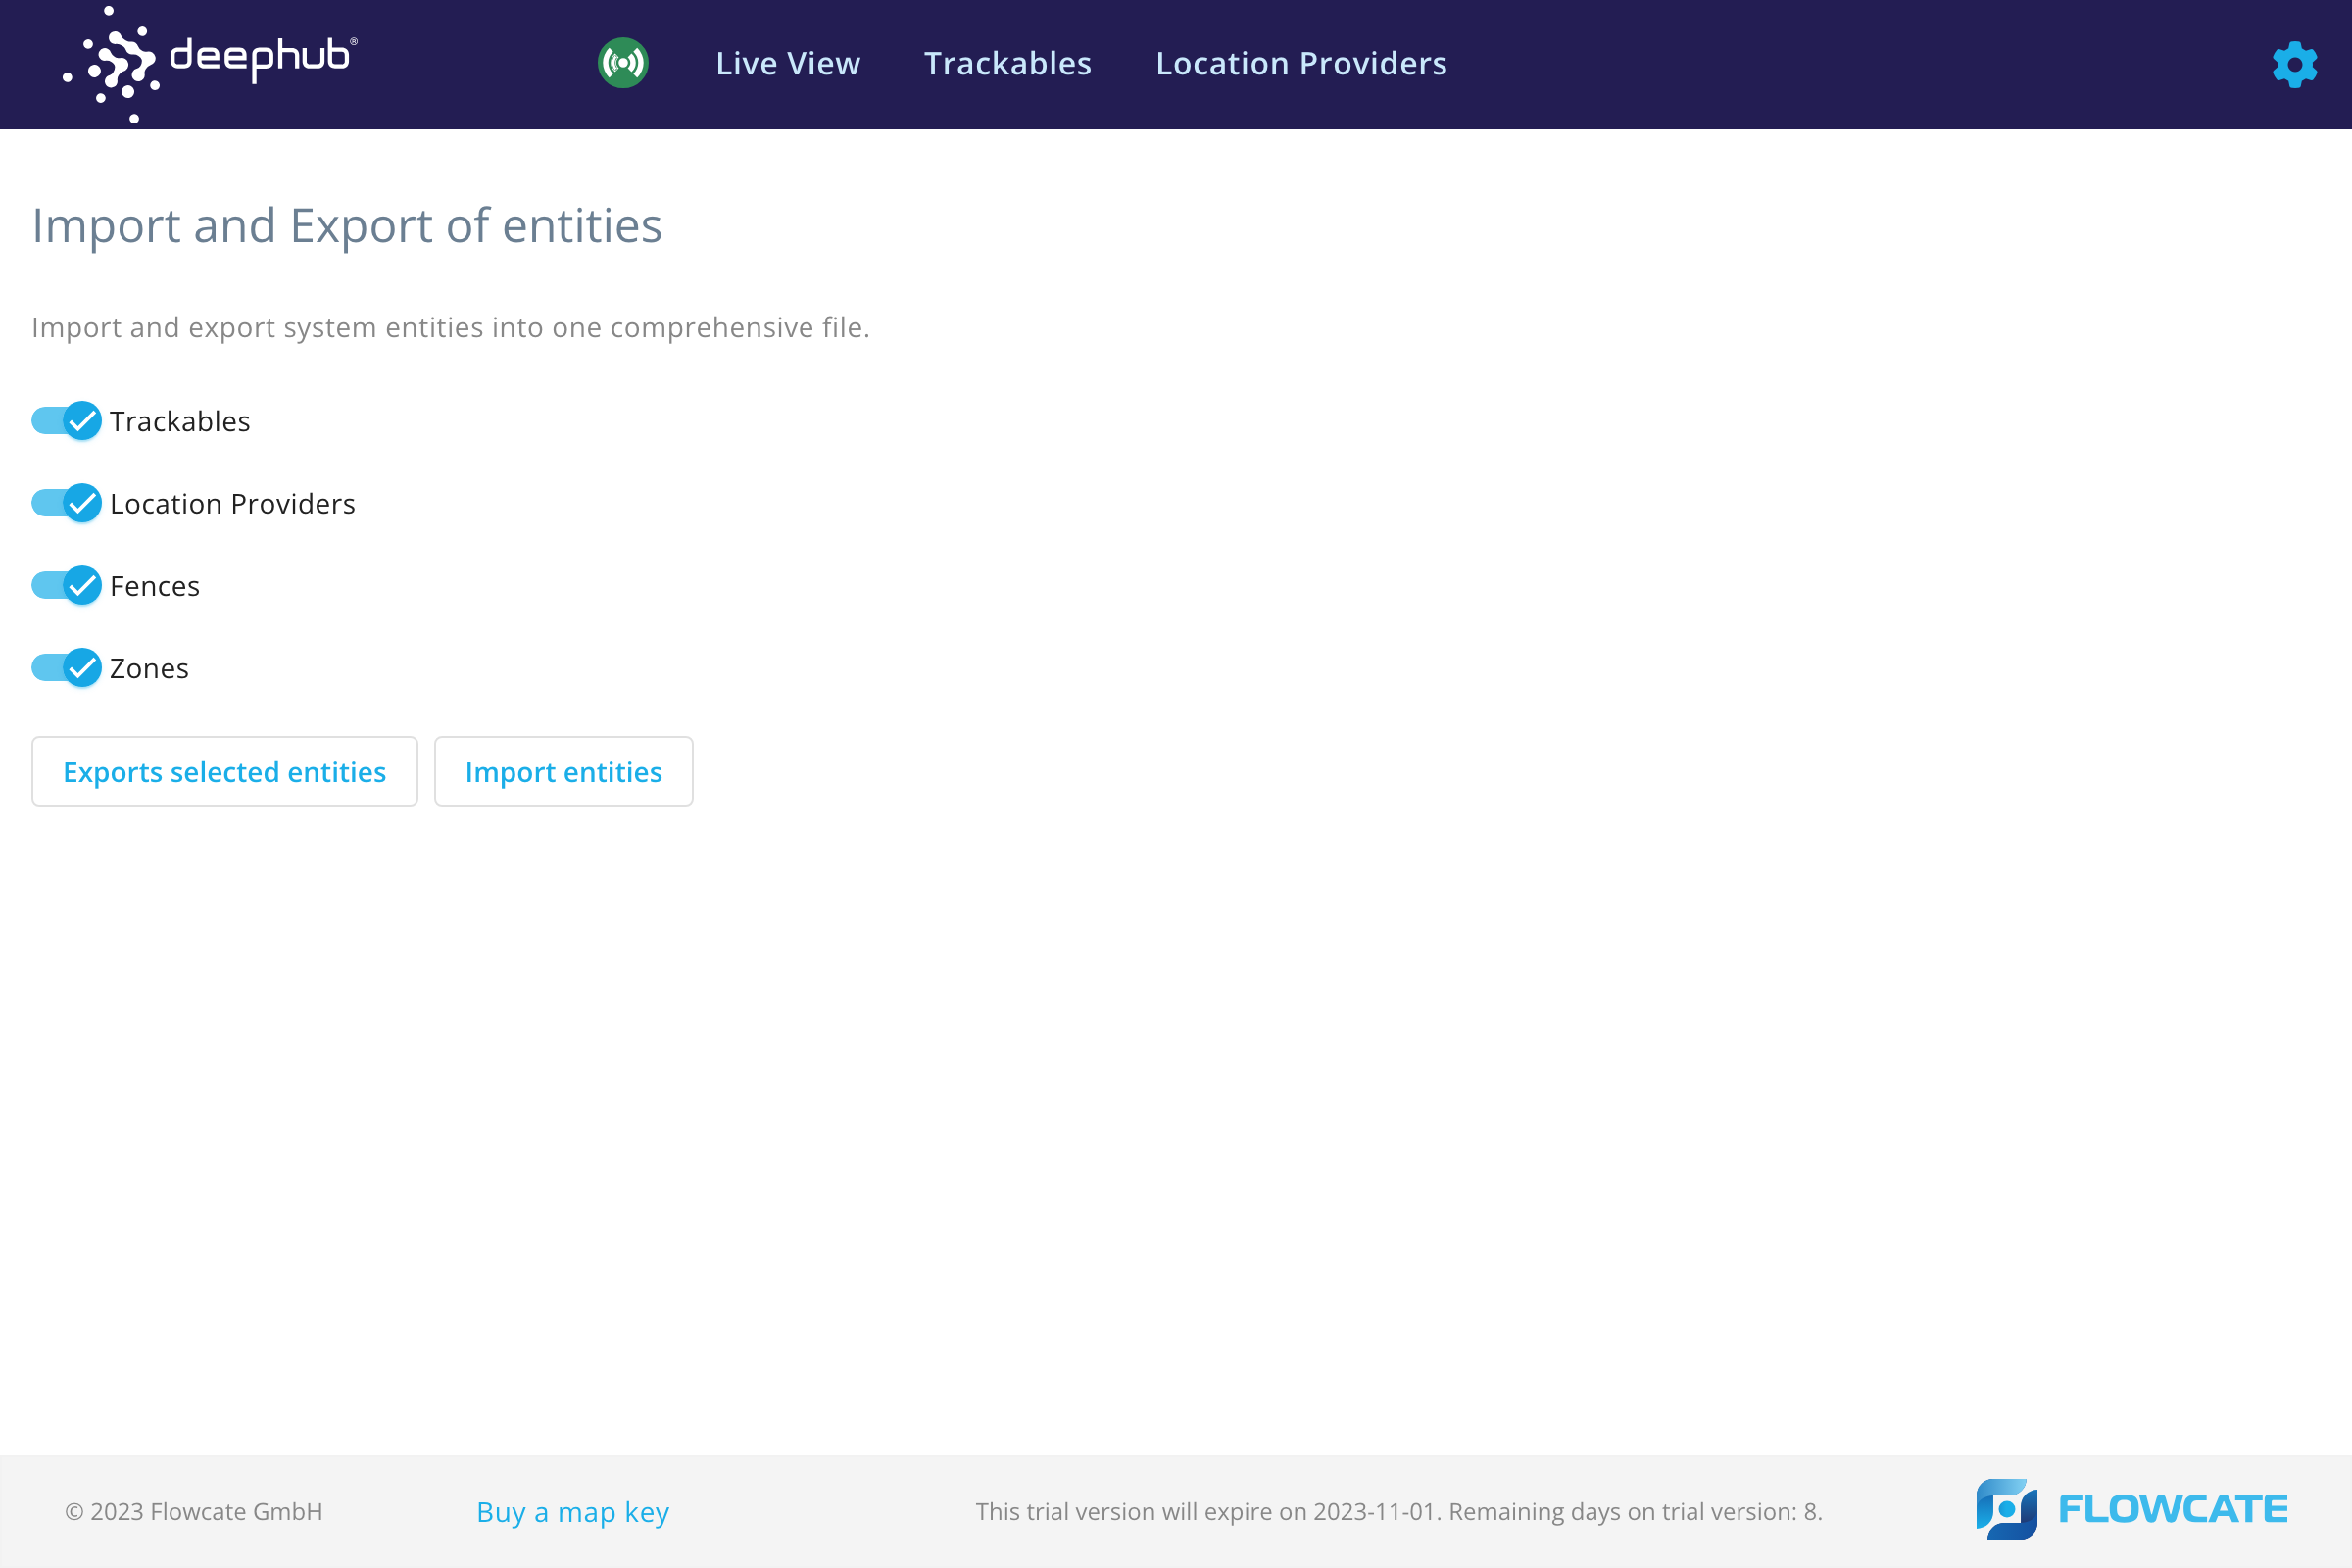 deephub®
Live View
Trackables
Location Providers
Import and Export of entities
Import and export system entities into one comprehensive file.
Trackables
Location Providers
Fences
Zones
Exports selected entities
Import entities
© 2023 Flowcate GmbH
Buy a map key
This trial version will expire on 2023-11-01. Remaining days on trial version: 8.
FLOWCATE